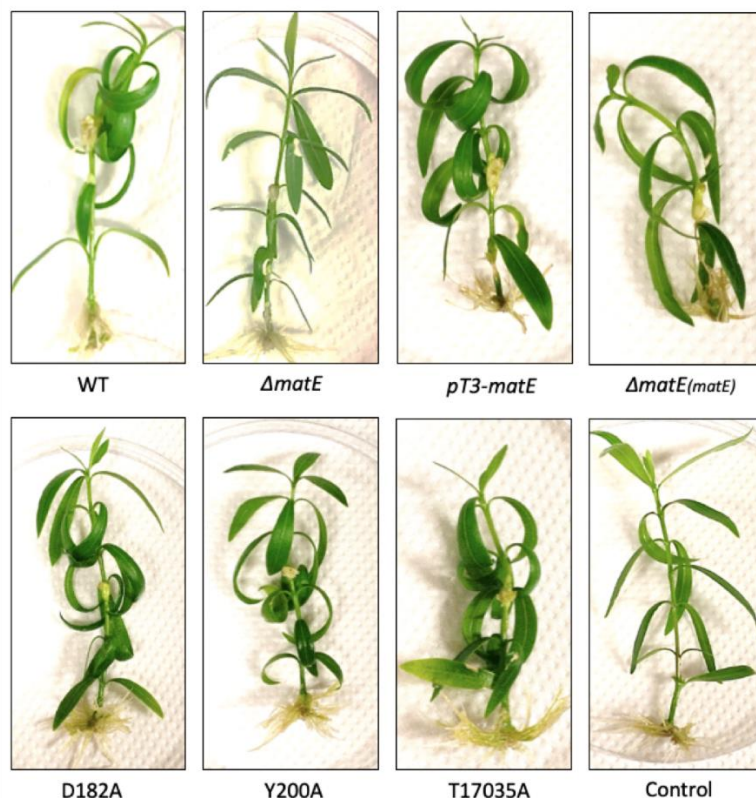 WT ΔmatE pT3-matE ΔmatE(matE)
D182A Y200A T17035A Control